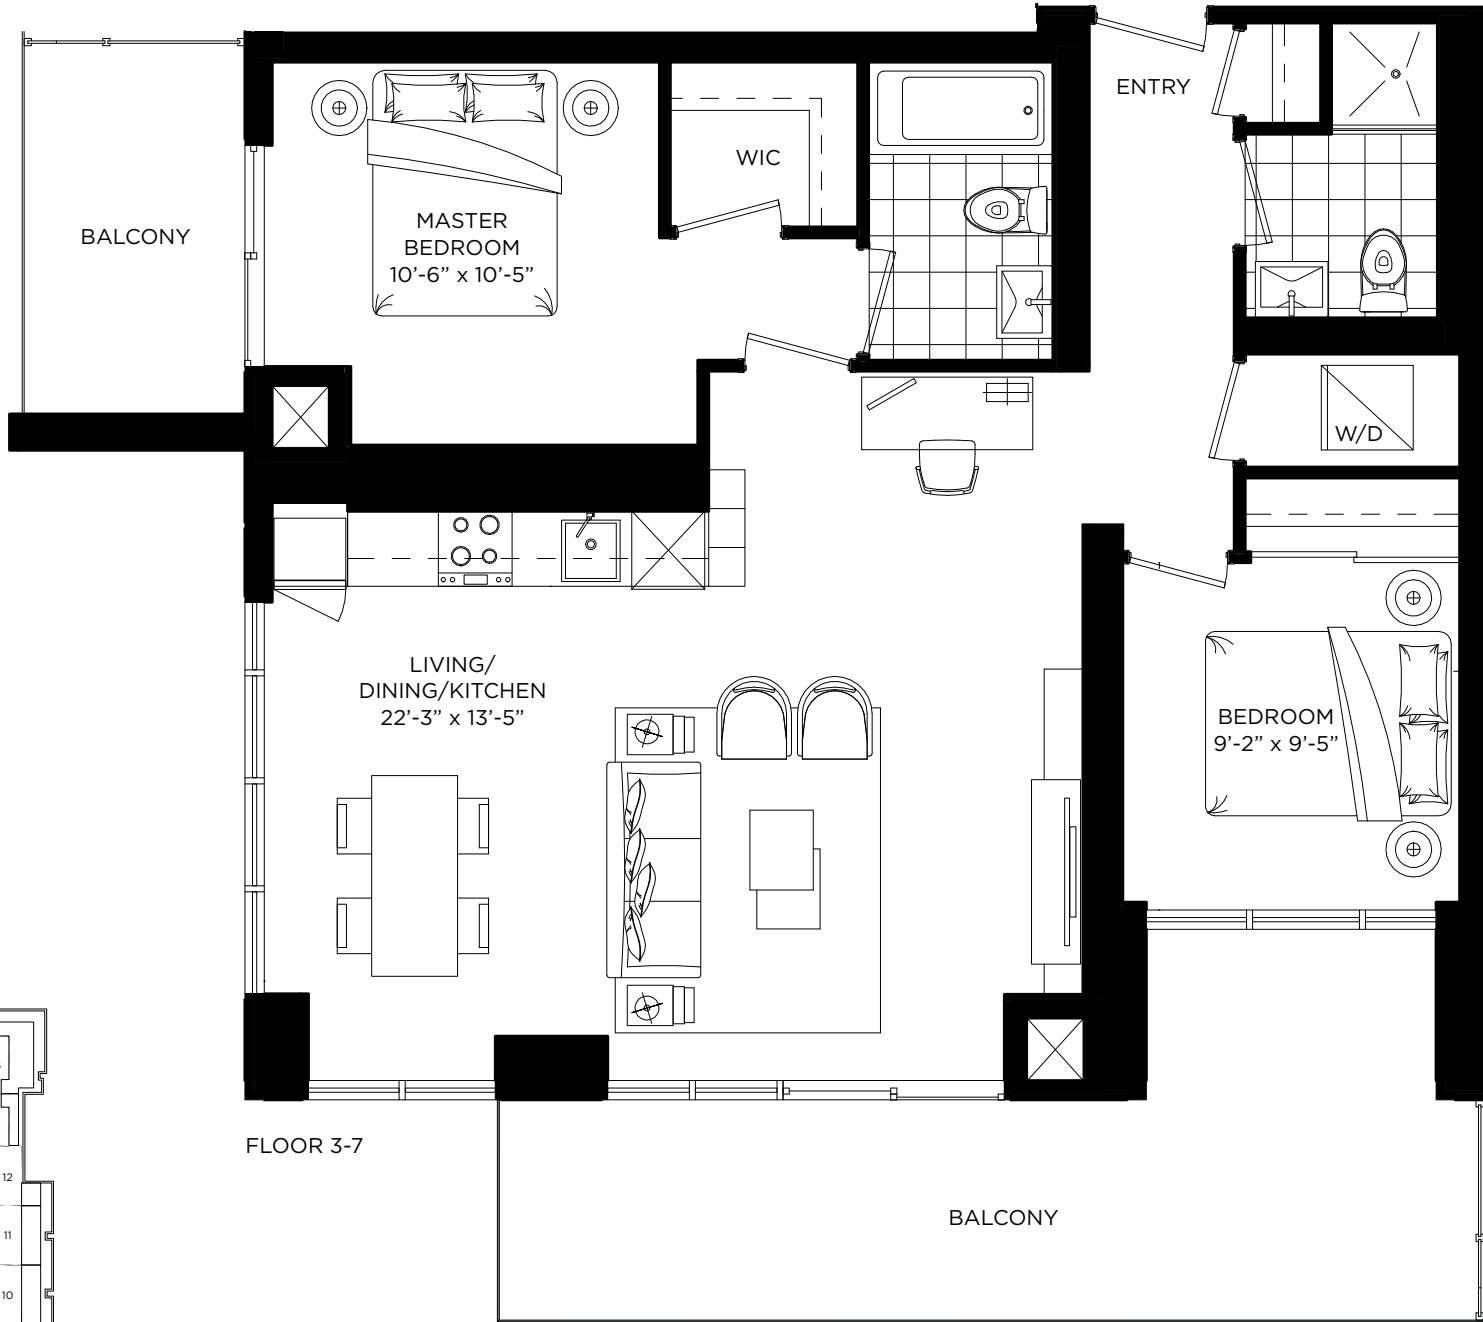 ENTRY
WIC
MASTER
BEDROOM
10'-6" x 10'-5"
BALCONY
W/D
LIVING/
DINING/KITCHEN
22'-3" x 13'-5"
BEDROOM
9'-2" x 9'-5"
FLOOR 3-7
12
BALCONY
11
10